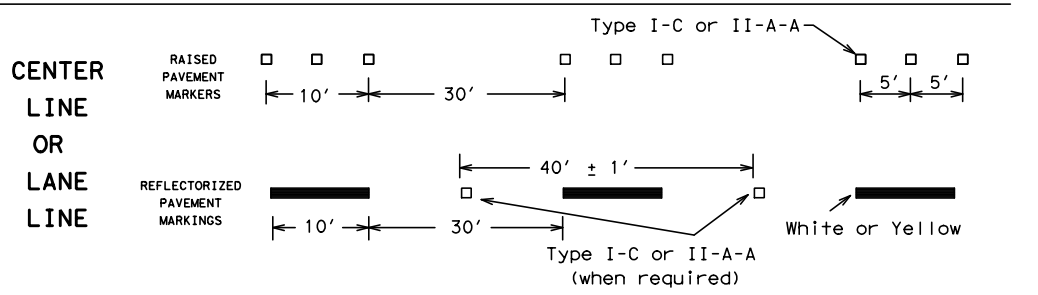 Type I-C or II-A-A
CENTER
LINE
OR
LANE
LINE
RAISED
PAVEMENT
MARKERS
10' 30' 5' 5'
40' ± 1'
REFLECTORIZED
PAVEMENT
MARKINGS
10' 30'
White or Yellow
Type I-C or II-A-A
(when required)